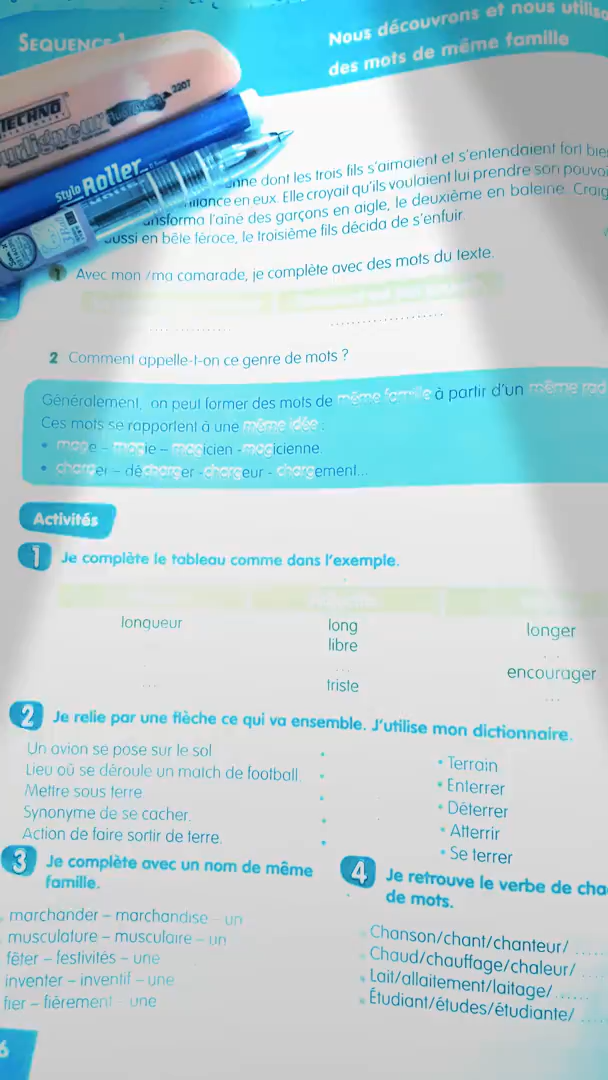 SEQUENCE 1
Nous découvrons et nous utilisons
des mots de même famille
TECHNO
surligneur
3207
stylo Roller
dont les trois fils s'aimaient et s'entendaient fort bien
en eux. Elle croyait qu'ils voulaient lui prendre son pouvoir
l'aîné des garçons en aigle, le deuxième en baleine.
aussi en bête féroce, le troisième fils décida de s'enfuir.
1 Avec mon /ma camarade, je complète avec des mots du texte.
.... ..........
....................
2 Comment appelle-t-on ce genre de mots ?
Généralement, on peut former des mots de même famille à partir d'un même rad
Ces mots se rapportent à une même idée :
• mage – magie – magicien - magicienne.
• charger – décharger - chargeur - chargement...
Activités
1 Je complète le tableau comme dans l'exemple.
longueur long longer
libre
... encourager
... triste ...
2 Je relie par une flèche ce qui va ensemble. J'utilise mon dictionnaire.
Un avion se pose sur le sol • • Terrain
Lieu où se déroule un match de football • • Enterrer
Mettre sous terre • • Déterrer
Synonyme de se cacher. • • Atterrir
Action de faire sortir de terre. • • Se terrer
3 Je complète avec un nom de même
famille.
marchander – marchandise – un
musculature – musculaire – un
fêter – festivités – une
inventer – inventif – une
fier – fièrement – une
4 Je retrouve le verbe de cha
de mots.
Chanson/chant/chanteur/ .....
Chaud/chauffage/chaleur/ ....
Lait/allaitement/laitage/ ......
Étudiant/études/étudiante/ ....
6